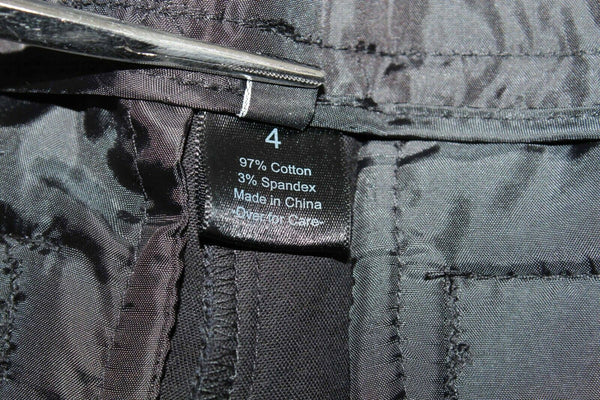 4
97% Cotton
3% Spandex
Made in China
-Over for Care-